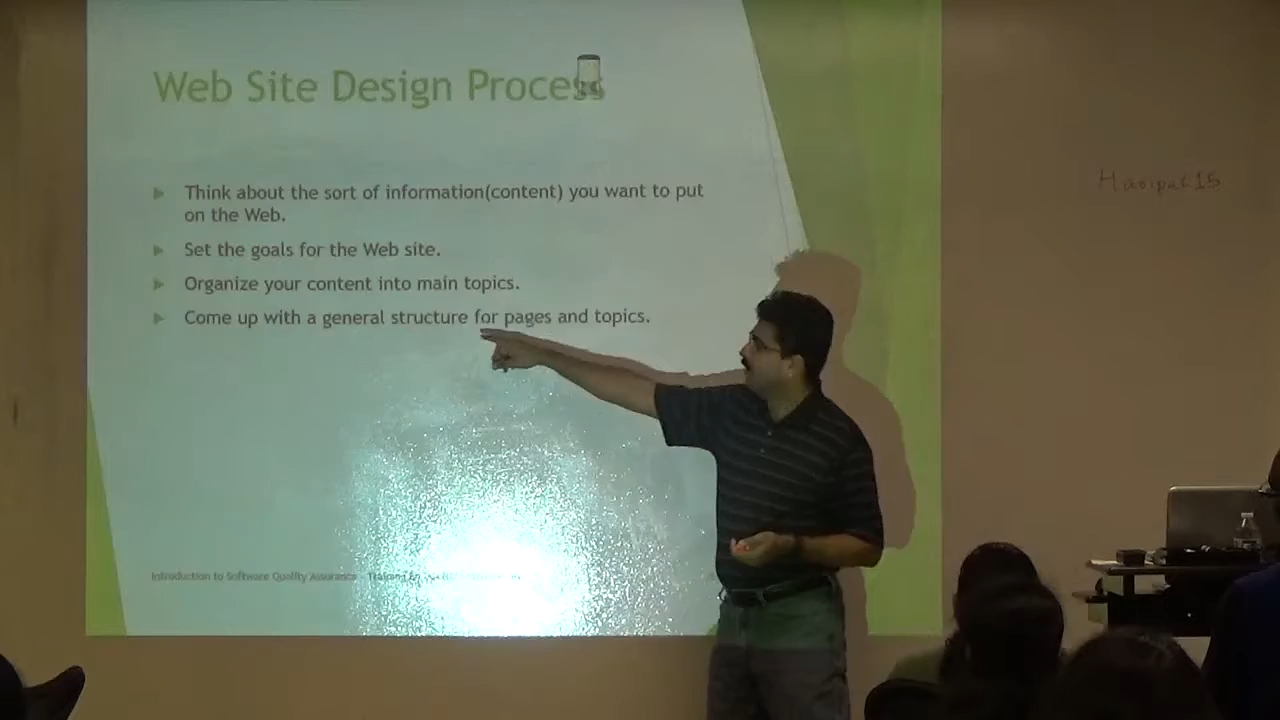 Web Site Design Process
Think about the sort of information(content) you want to put
on the Web.
Set the goals for the Web site.
Organize your content into main topics.
Come up with a general structure for pages and topics.
Introduction to Software Quality Assurance